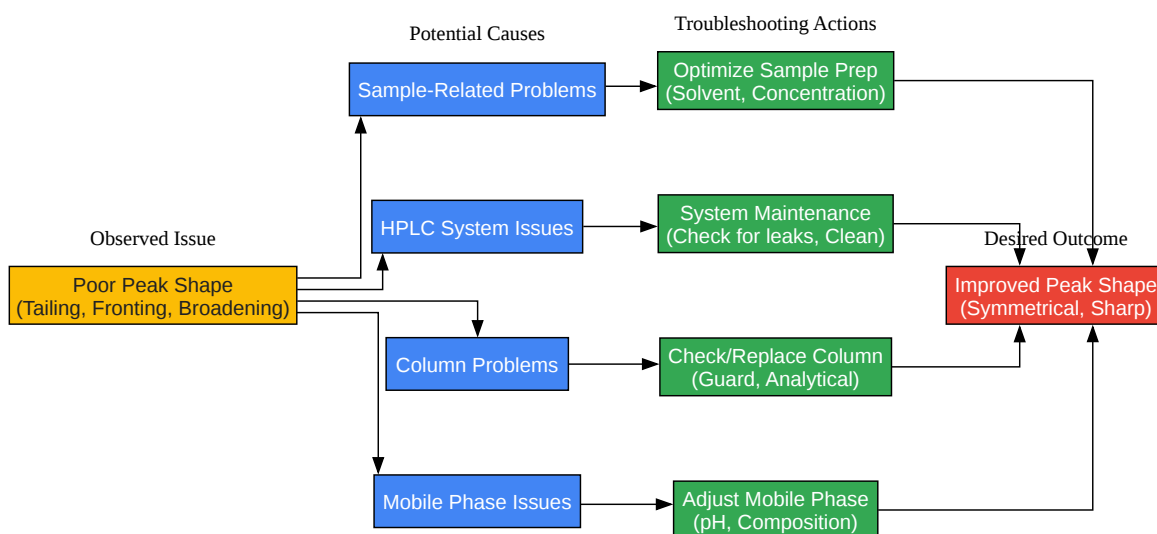 Potential Causes
Troubleshooting Actions
Sample-Related Problems
Optimize Sample Prep
(Solvent, Concentration)
Observed Issue
HPLC System Issues
System Maintenance
(Check for leaks, Clean)
Desired Outcome
Poor Peak Shape
(Tailing, Fronting, Broadening)
Improved Peak Shape
(Symmetrical, Sharp)
Column Problems
Check/Replace Column
(Guard, Analytical)
Mobile Phase Issues
Adjust Mobile Phase
(pH, Composition)